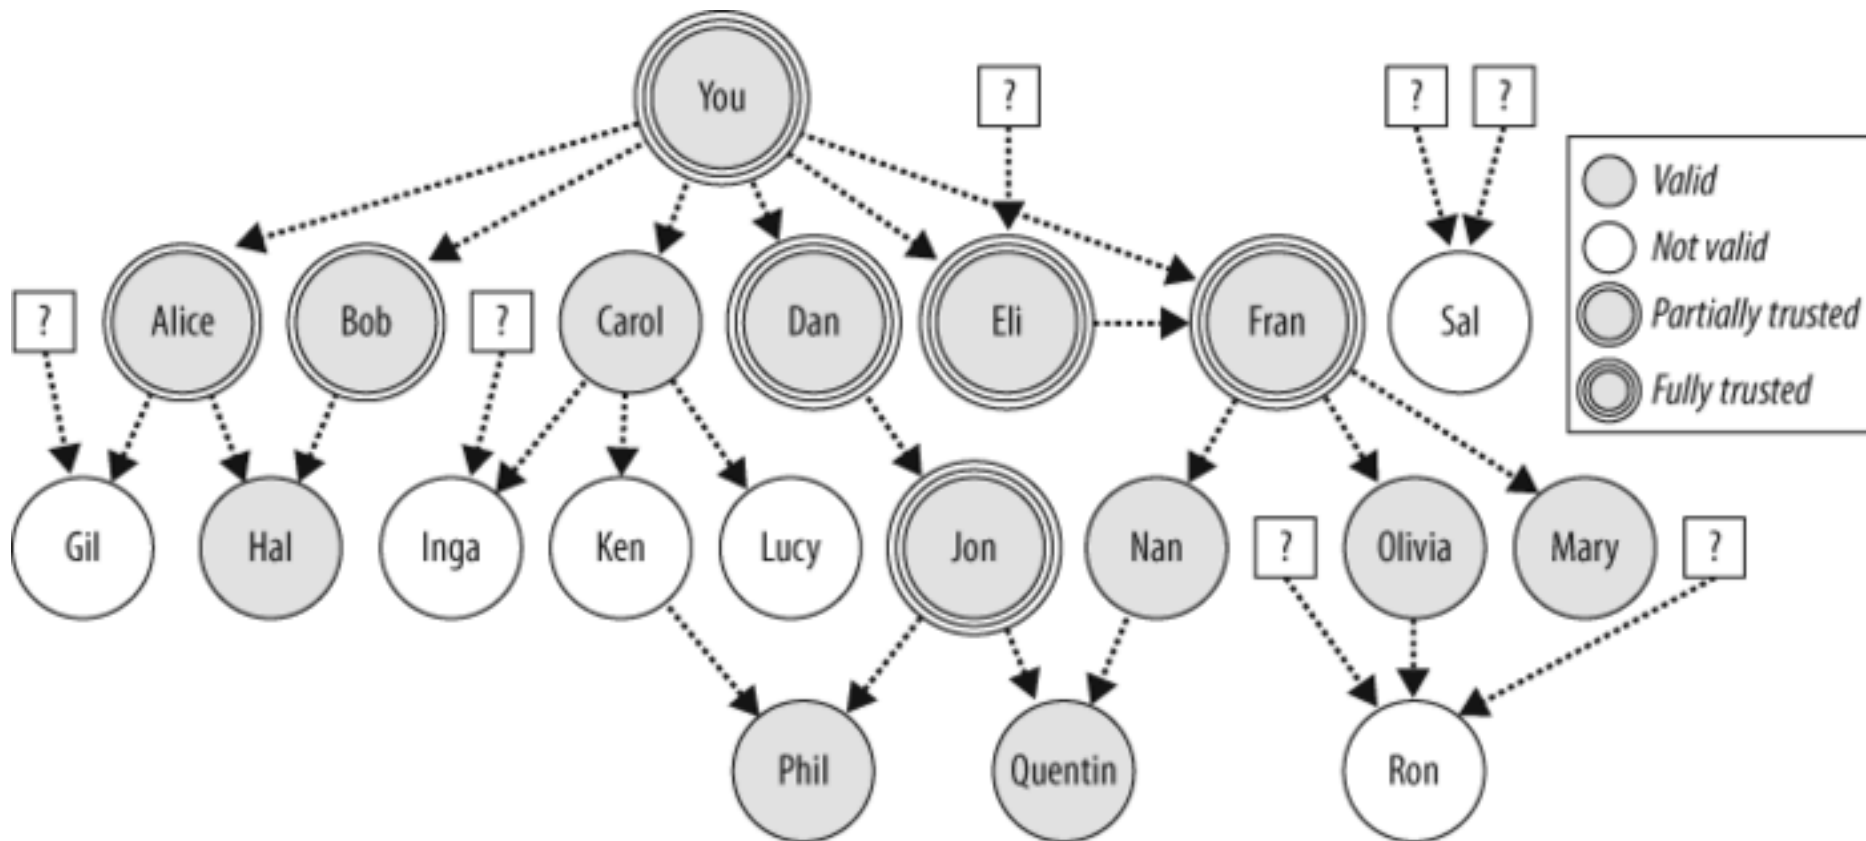 You
?
?
?
Valid
Not valid
Partially trusted
Fully trusted
?
Alice
Bob
?
Carol
Dan
Eli
Fran
Sal
Gil
Hal
Inga
Ken
Lucy
Jon
Nan
?
Olivia
Mary
?
Phil
Quentin
Ron